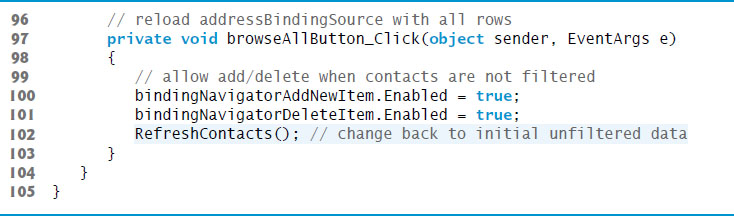 96 // reload addressBindingSource with all rows
97 private void browseAllButton_Click(object sender, EventArgs e)
98 {
99 // allow add/delete when contacts are not filtered
100 bindingNavigatorAddNewItem.Enabled = true;
101 bindingNavigatorDeleteItem.Enabled = true;
102 RefreshContacts(); // change back to initial unfiltered data
103 }
104 }
105 }